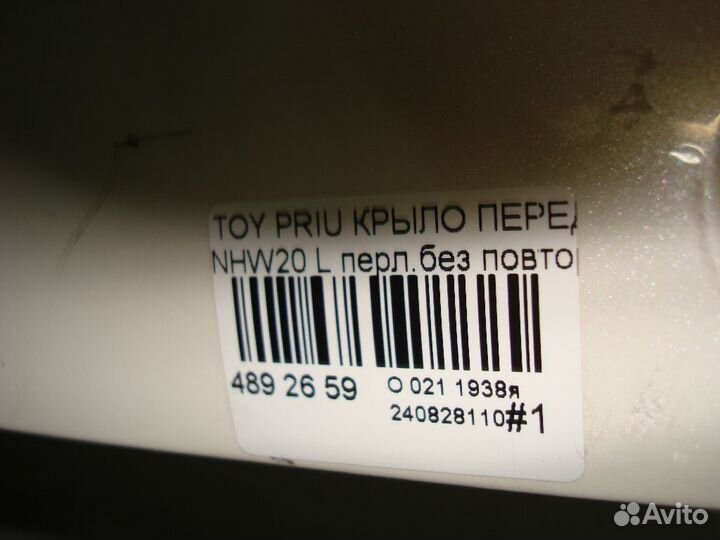 TOY PRIU КРЫЛО ПЕРЕД
NHW20 L перл.без повтор
489 26 59 О 021 1938я
240828110#1
Avito